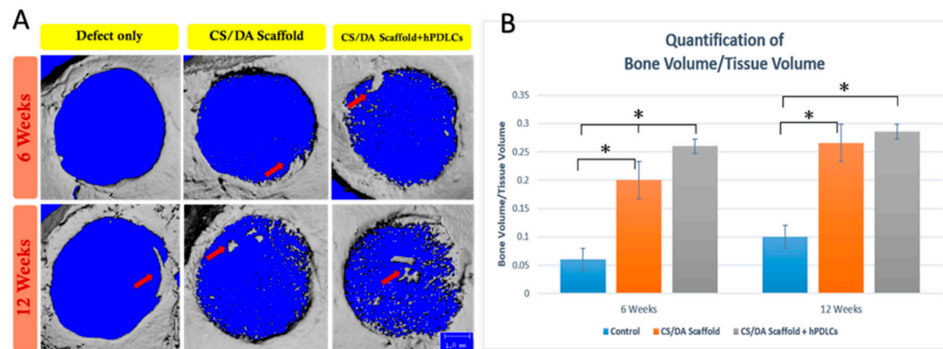 A
Defect only
CS/DA Scaffold
CS/DA Scaffold+hPDLCs
6 Weeks
12 Weeks
1.0 mm
B
Quantification of
Bone Volume/Tissue Volume
Bone Volume/Tissue Volume
0.35
0.3
0.25
0.2
0.15
0.1
0.05
0
*
*
*
*
6 Weeks
12 Weeks
Control
CS/DA Scaffold
CS/DA Scaffold + hPDLCs